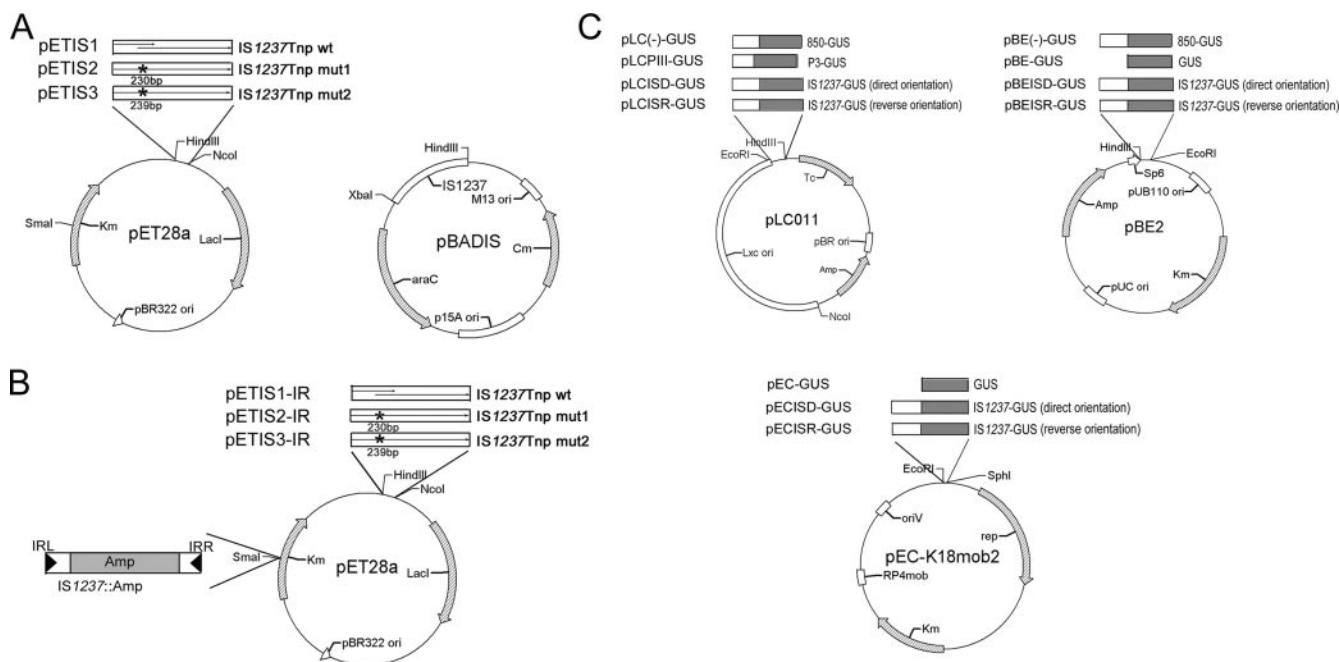 A
pETIS1 IS1237Tnp wt
pETIS2 * IS1237Tnp mut1
230bp
pETIS3 * IS1237Tnp mut2
239bp
HindIII
NcoI
SmaI
Km
pET28a
LacI
pBR322 ori
HindIII
XbaI
IS1237
M13 ori
pBADIS
Cm
araC
p15A ori
B
pETIS1-IR IS1237Tnp wt
pETIS2-IR * IS1237Tnp mut1
230bp
pETIS3-IR * IS1237Tnp mut2
239bp
HindIII
NcoI
IRL IRR
Amp
IS1237::Amp
SmaI
Km
pET28a
LacI
pBR322 ori
C
pLC(-)-GUS 850-GUS
pLCPIII-GUS P3-GUS
pLCISD-GUS IS1237-GUS (direct orientation)
pLCISR-GUS IS1237-GUS (reverse orientation)
HindIII
EcoRI
Tc
pLC011
pBR ori
Lxc ori
Amp
NcoI
pBE(-)-GUS 850-GUS
pBE-GUS GUS
pBEISD-GUS IS1237-GUS (direct orientation)
pBEISR-GUS IS1237-GUS (reverse orientation)
HindIII
EcoRI
Sp6
pUB110 ori
Amp
pBE2
Km
pUC ori
pEC-GUS GUS
pECISD-GUS IS1237-GUS (direct orientation)
pECISR-GUS IS1237-GUS (reverse orientation)
EcoRI
SphI
oriV
rep
pEC-K18mob2
RP4mob
Km